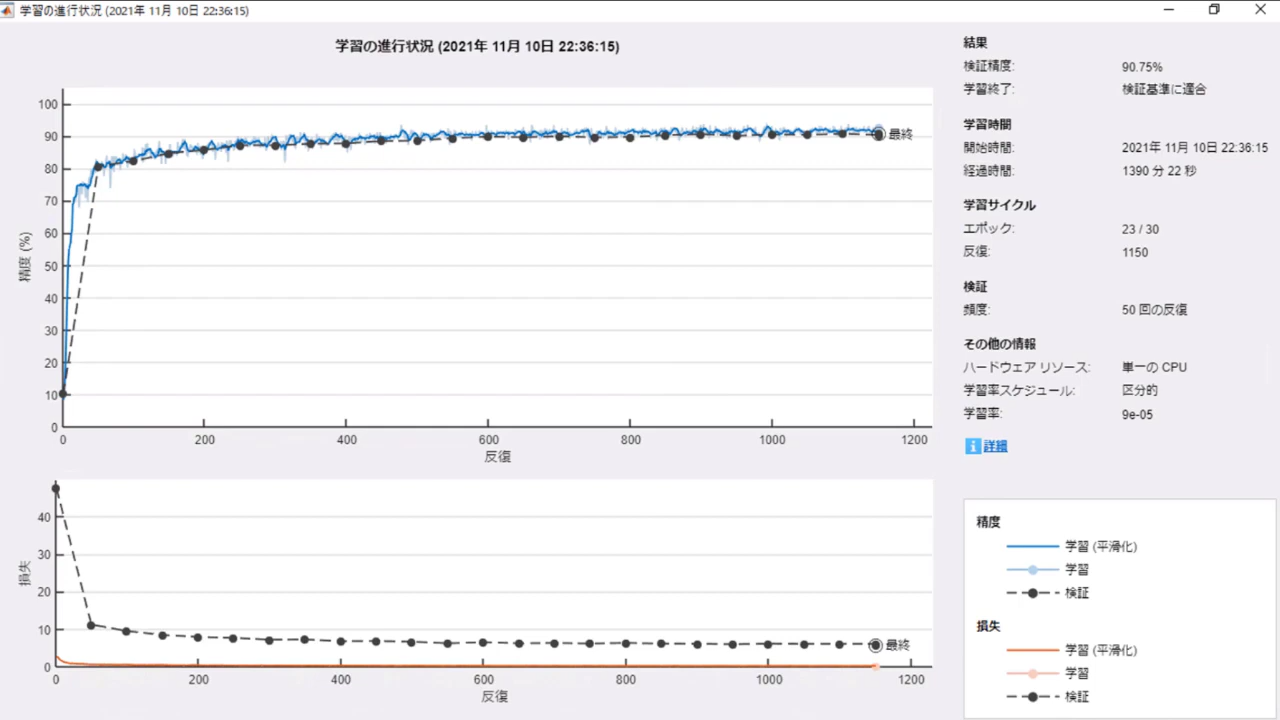 学習の進行状況 (2021年 11月 10日 22:36:15)
学習の進行状況 (2021年 11月 10日 22:36:15)
精度 (%)
100
90
80
70
60
50
40
30
20
10
0
最終
0 200 400 600 800 1000 1200
反復
損失
40
30
20
10
0
最終
0 200 400 600 800 1000 1200
反復
結果
検証精度: 90.75%
学習終了: 検証基準に適合
学習時間
開始時間: 2021年 11月 10日 22:36:15
経過時間: 1390 分 22 秒
学習サイクル
エポック: 23 / 30
反復: 1150
検証
頻度: 50 回の反復
その他の情報
ハードウェア リソース: 単一の CPU
学習率スケジュール: 区分的
学習率: 9e-05
i 詳細
精度
学習 (平滑化)
学習
検証
損失
学習 (平滑化)
学習
検証